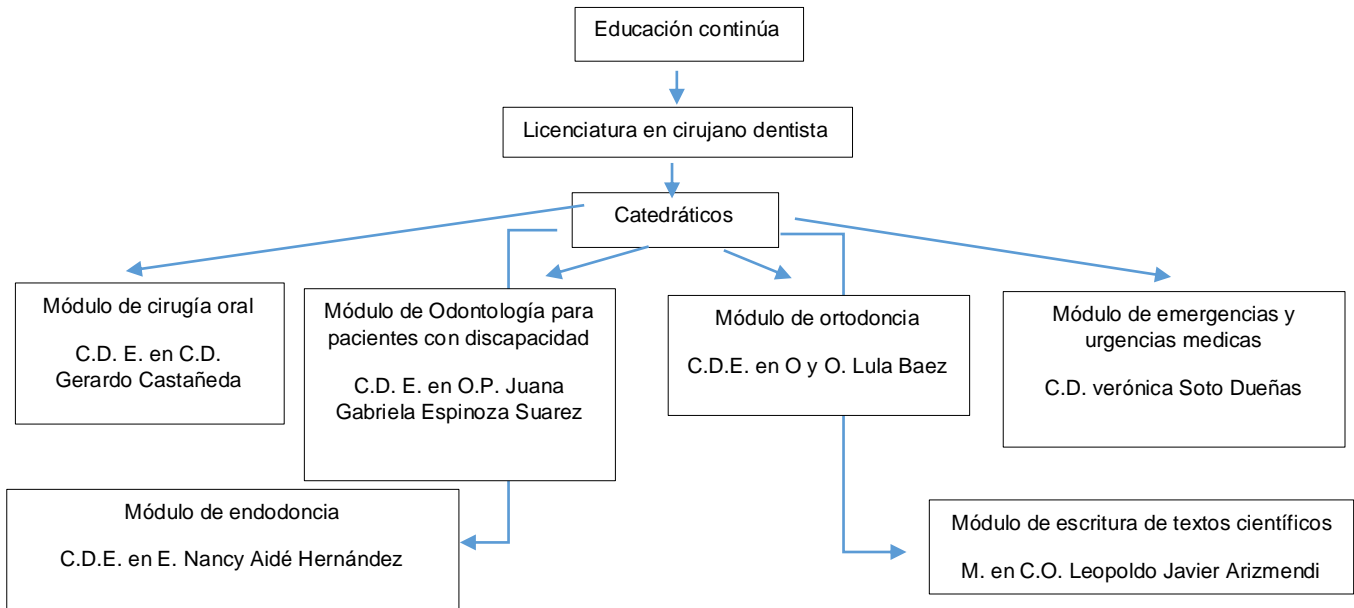 Educación continúa
Licenciatura en cirujano dentista
Catedráticos
Módulo de cirugía oral
C.D. E. en C.D.
Gerardo Castañeda
Módulo de Odontología para
pacientes con discapacidad
C.D. E. en O.P. Juana
Gabriela Espinoza Suarez
Módulo de ortodoncia
C.D.E. en O y O. Lula Baez
Módulo de emergencias y
urgencias medicas
C.D. verónica Soto Dueñas
Módulo de endodoncia
C.D.E. en E. Nancy Aidé Hernández
Módulo de escritura de textos científicos
M. en C.O. Leopoldo Javier Arizmendi